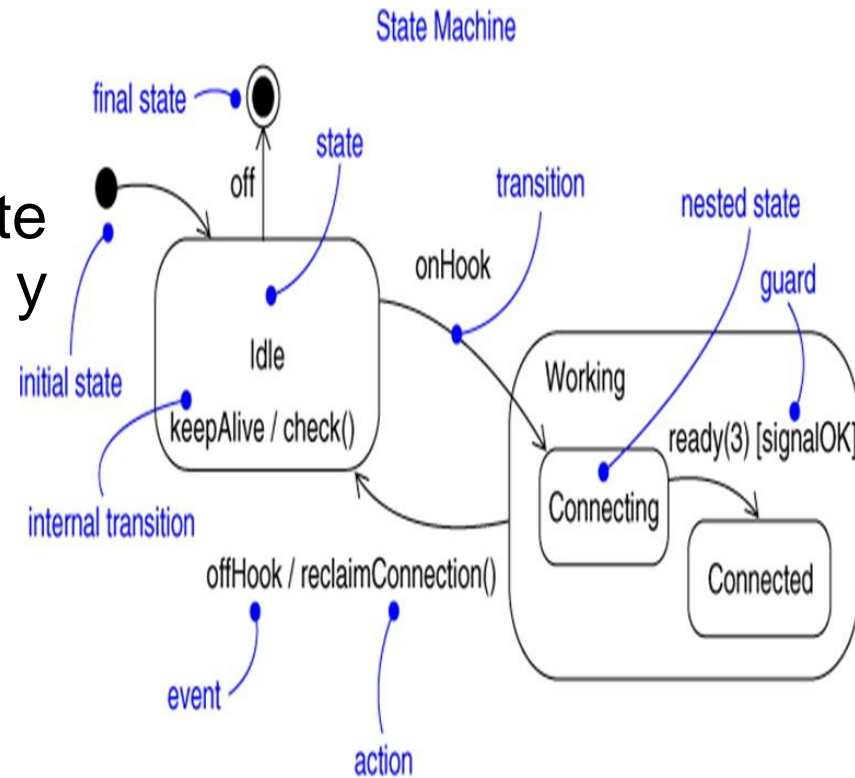 State Machine
final state
state
off
te
transition
nested state
onHook
guard
y
Idle
initial state
Working
keepAlive / check()
ready(3) [signalOK]
Connecting
internal transition
offHook / reclaimConnection()
Connected
event
action